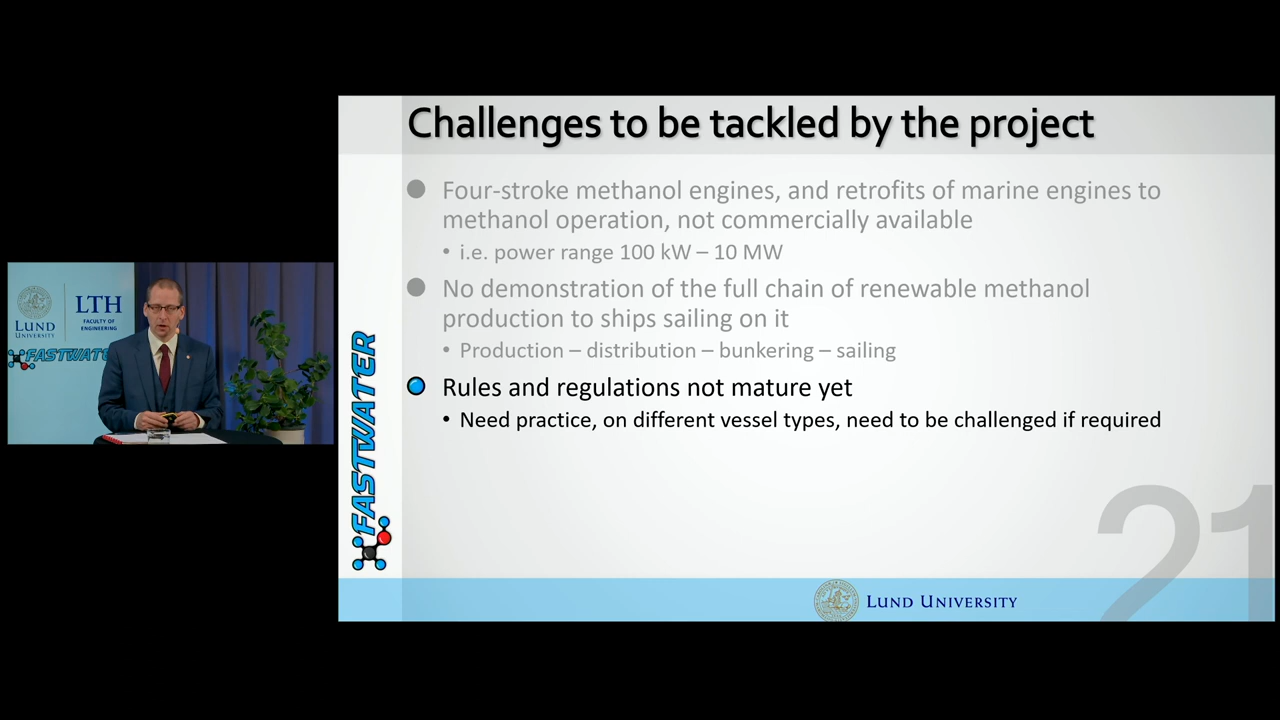 Challenges to be tackled by the project
Four-stroke methanol engines, and retrofits of marine engines to
methanol operation, not commercially available
• i.e. power range 100 kW – 10 MW
No demonstration of the full chain of renewable methanol
production to ships sailing on it
• Production – distribution – bunkering – sailing
Rules and regulations not mature yet
• Need practice, on different vessel types, need to be challenged if required
FASTWATER
21
LUND UNIVERSITY
LUND
UNIVERSITY
LTH
FACULTY OF
ENGINEERING
FASTWATE